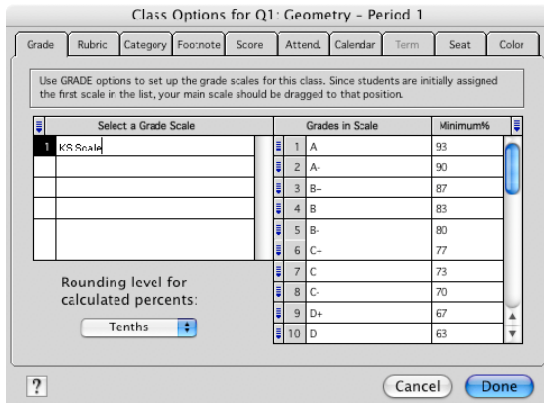 Class Options for Q1: Geometry - Period 1
Grade Rubric Category Footnote Score Attend. Calendar Term Seat Color
Use GRADE options to set up the grade scales for this class. Since students are initially assigned
the first scale in the list, your main scale should be dragged to that position.
Select a Grade Scale Grades in Scale Minimum%
1 KS Scale 1 A 93
2 A- 90
3 B+ 87
4 B 83
5 B- 80
6 C+ 77
7 C 73
8 C- 70
9 D+ 67
10 D 63
Rounding level for
calculated percents:
Tenths
? Cancel Done